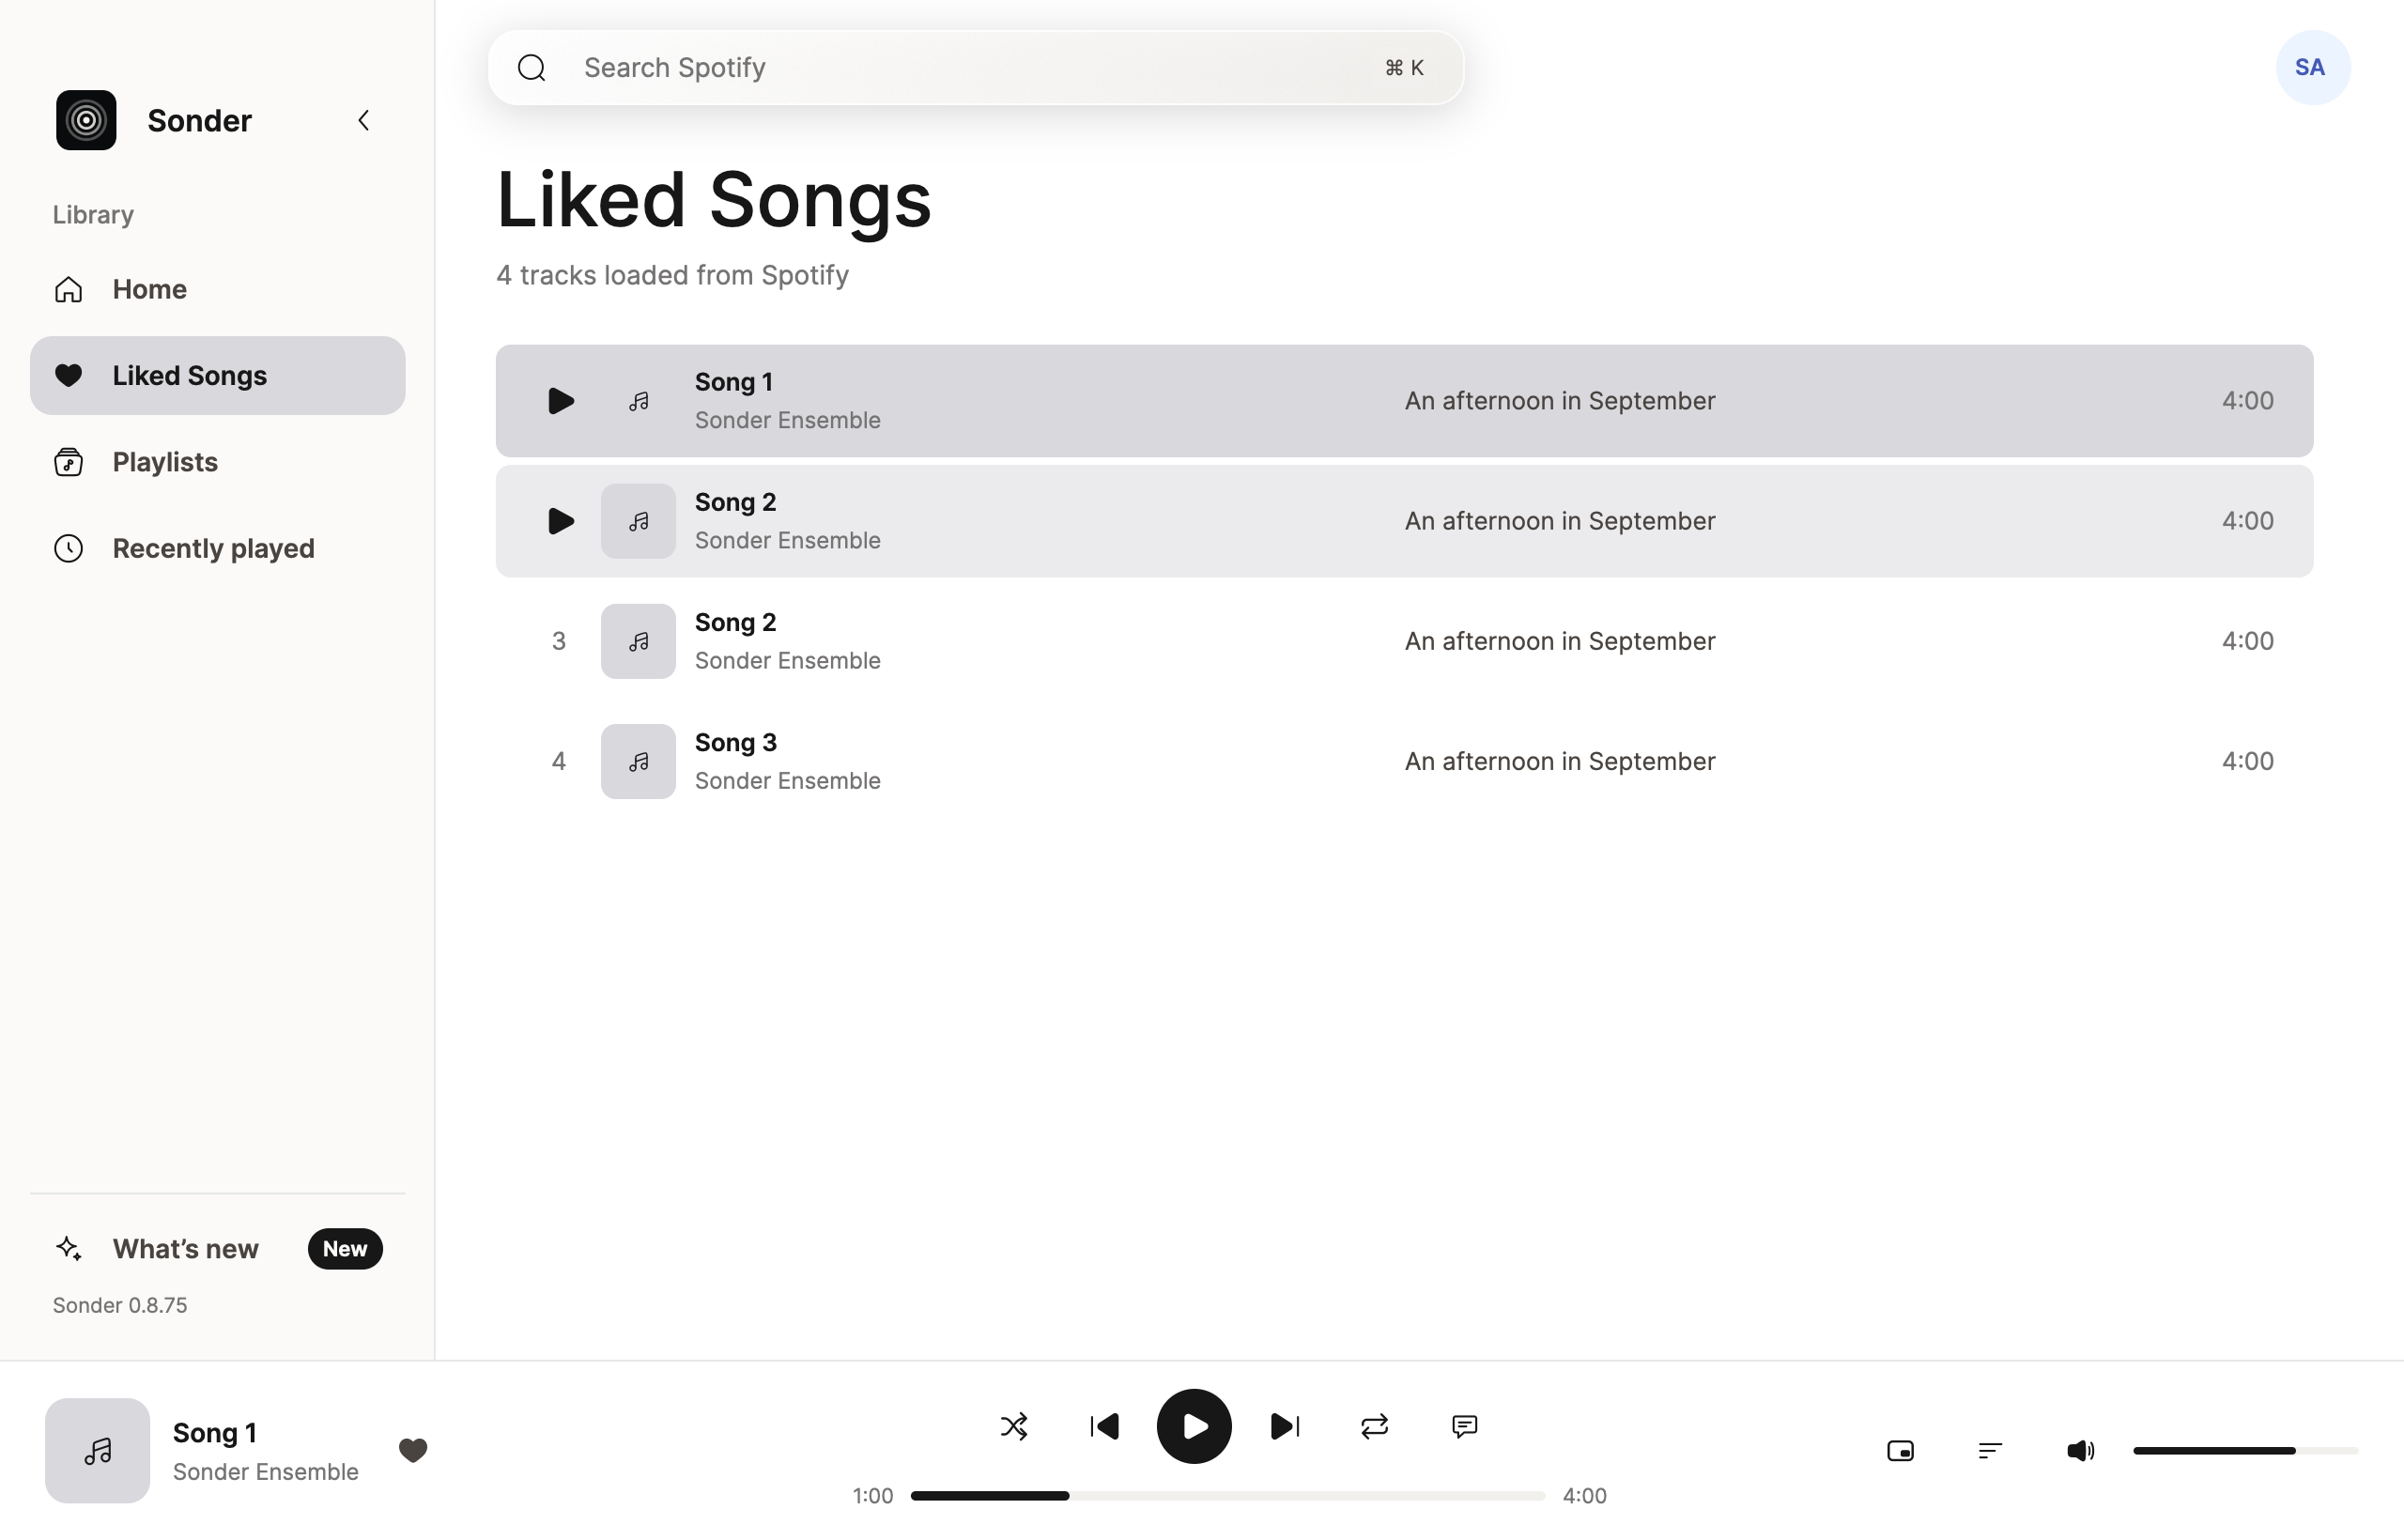 Sonder
Library
Home
Liked Songs
Playlists
Recently played
What’s new
New
Sonder 0.8.75
Search Spotify
⌘ K
SA
Liked Songs
4 tracks loaded from Spotify
Song 1
Sonder Ensemble
An afternoon in September
4:00
Song 2
Sonder Ensemble
An afternoon in September
4:00
3
Song 2
Sonder Ensemble
An afternoon in September
4:00
4
Song 3
Sonder Ensemble
An afternoon in September
4:00
Song 1
Sonder Ensemble
1:00
4:00